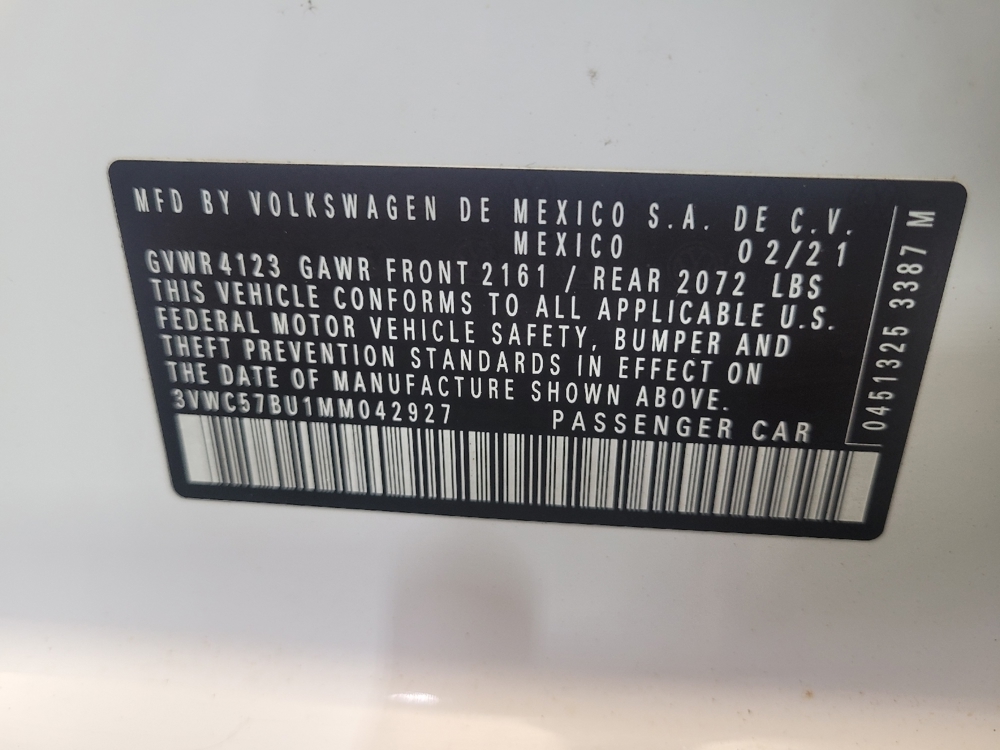 MFD BY VOLKSWAGEN DE MEXICO S.A. DE C.V.
MEXICO 02/21
GVWR 4123 GAWR FRONT 2161 / REAR 2072 LBS
THIS VEHICLE CONFORMS TO ALL APPLICABLE U.S.
FEDERAL MOTOR VEHICLE SAFETY, BUMPER AND
THEFT PREVENTION STANDARDS IN EFFECT ON
THE DATE OF MANUFACTURE SHOWN ABOVE.
3VWC57BU1MM042927 PASSENGER CAR
0451325 3387 M